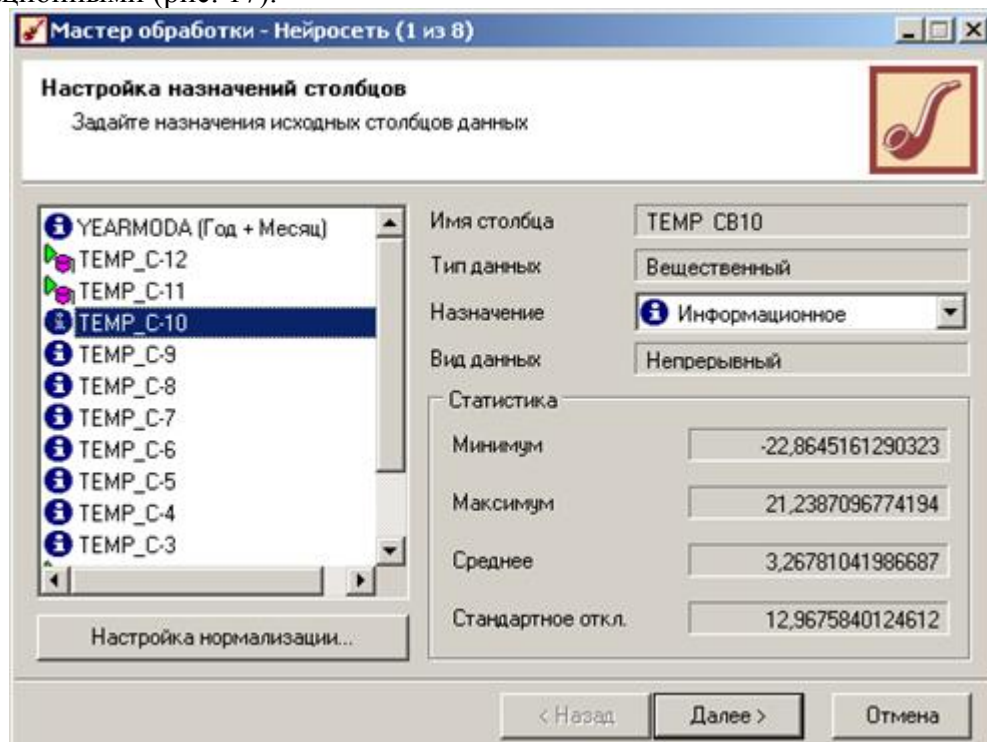 ционными (рис. 17).
Мастер обработки - Нейросеть (1 из 8)
Настройка назначений столбцов
Задайте назначения исходных столбцов данных
YEARMODA (Год + Месяц)
TEMP_C-12
TEMP_C-11
TEMP_C-10
TEMP_C-9
TEMP_C-8
TEMP_C-7
TEMP_C-6
TEMP_C-5
TEMP_C-4
TEMP_C-3
Настройка нормализации...
Имя столбца TEMP CB10
Тип данных Вещественный
Назначение Информационное
Вид данных Непрерывный
Статистика
Минимум -22,8645161290323
Максимум 21,2387096774194
Среднее 3,26781041986687
Стандартное откл. 12,9675840124612
< Назад Далее > Отмена